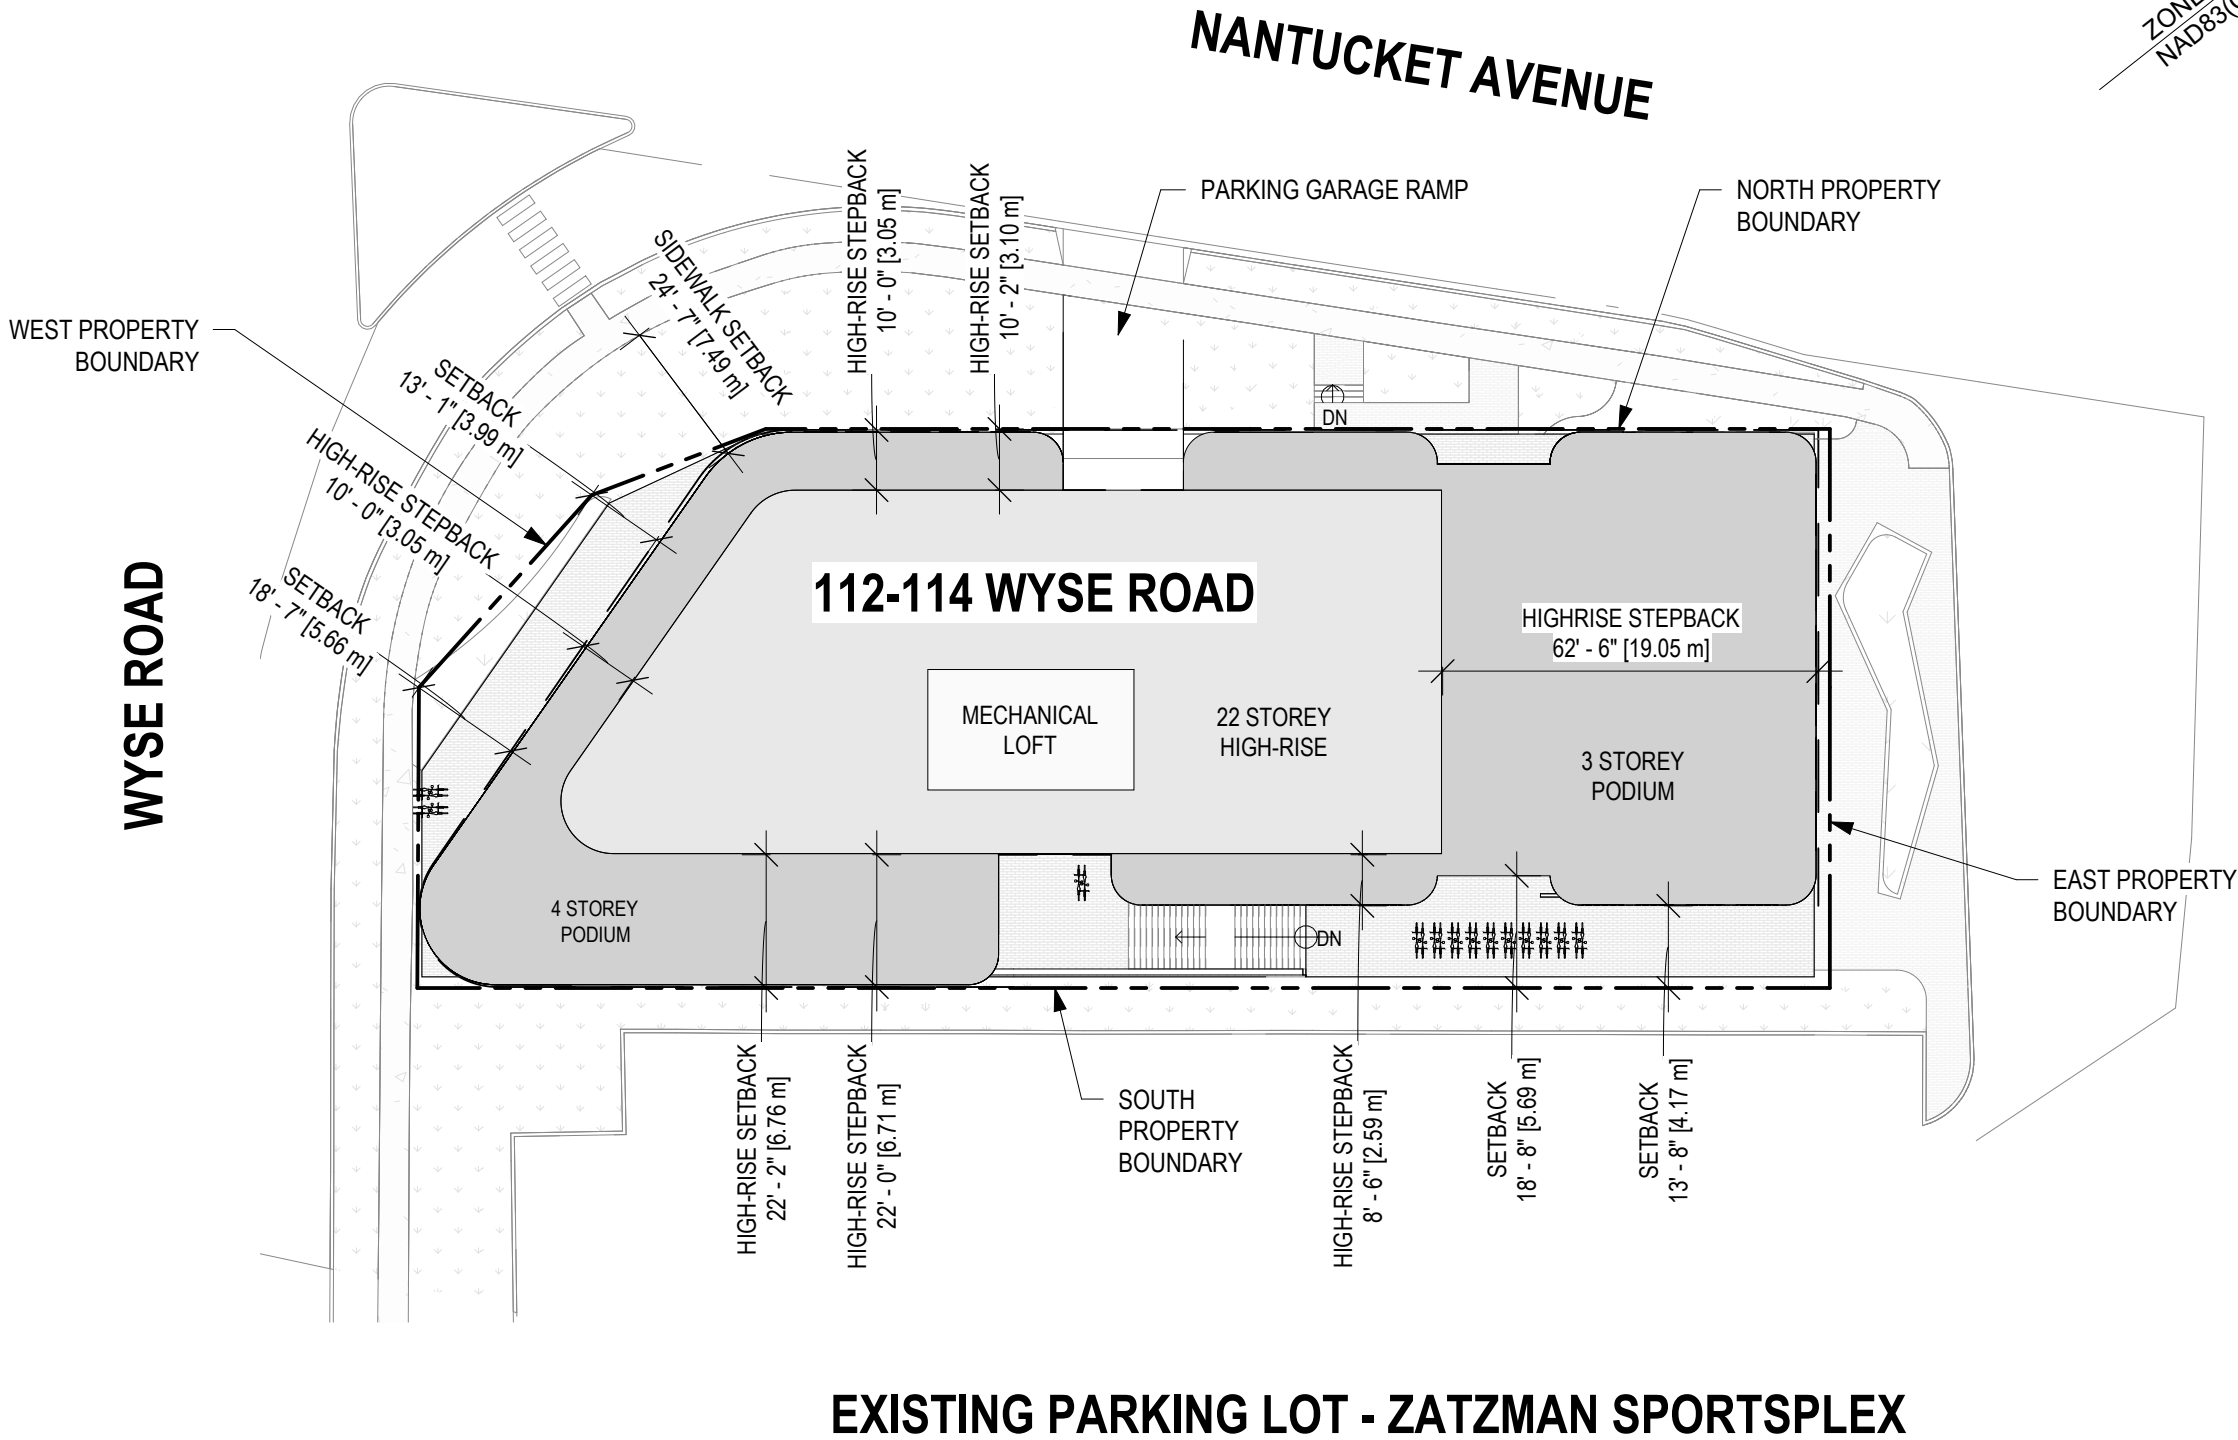 NANTUCKET AVENUE
NAD83(
HIGH-RISE STEPBACK
10' - 0" [3.05 m]
HIGH-RISE SETBACK
10' - 2" [3.10 m]
PARKING GARAGE RAMP
NORTH PROPERTY
BOUNDARY
SIDEWALK SETBACK
24' - 7" [7.49 m]
WEST PROPERTY
BOUNDARY
SETBACK
13' - 1" [3.99 m]
HIGH-RISE STEPBACK
10' - 0" [3.05 m]
SETBACK
18' - 7" [5.66 m]
DN
WYSE ROAD
112-114 WYSE ROAD
HIGHRISE STEPBACK
62' - 6" [19.05 m]
MECHANICAL
LOFT
22 STOREY
HIGH-RISE
3 STOREY
PODIUM
4 STOREY
PODIUM
DN
EAST PROPERTY
BOUNDARY
HIGH-RISE SETBACK
22' - 2" [6.76 m]
HIGH-RISE STEPBACK
22' - 0" [6.71 m]
SOUTH
PROPERTY
BOUNDARY
HIGH-RISE STEPBACK
8' - 6" [2.59 m]
SETBACK
18' - 8" [5.69 m]
SETBACK
13' - 8" [4.17 m]
EXISTING PARKING LOT - ZATZMAN SPORTSPLEX